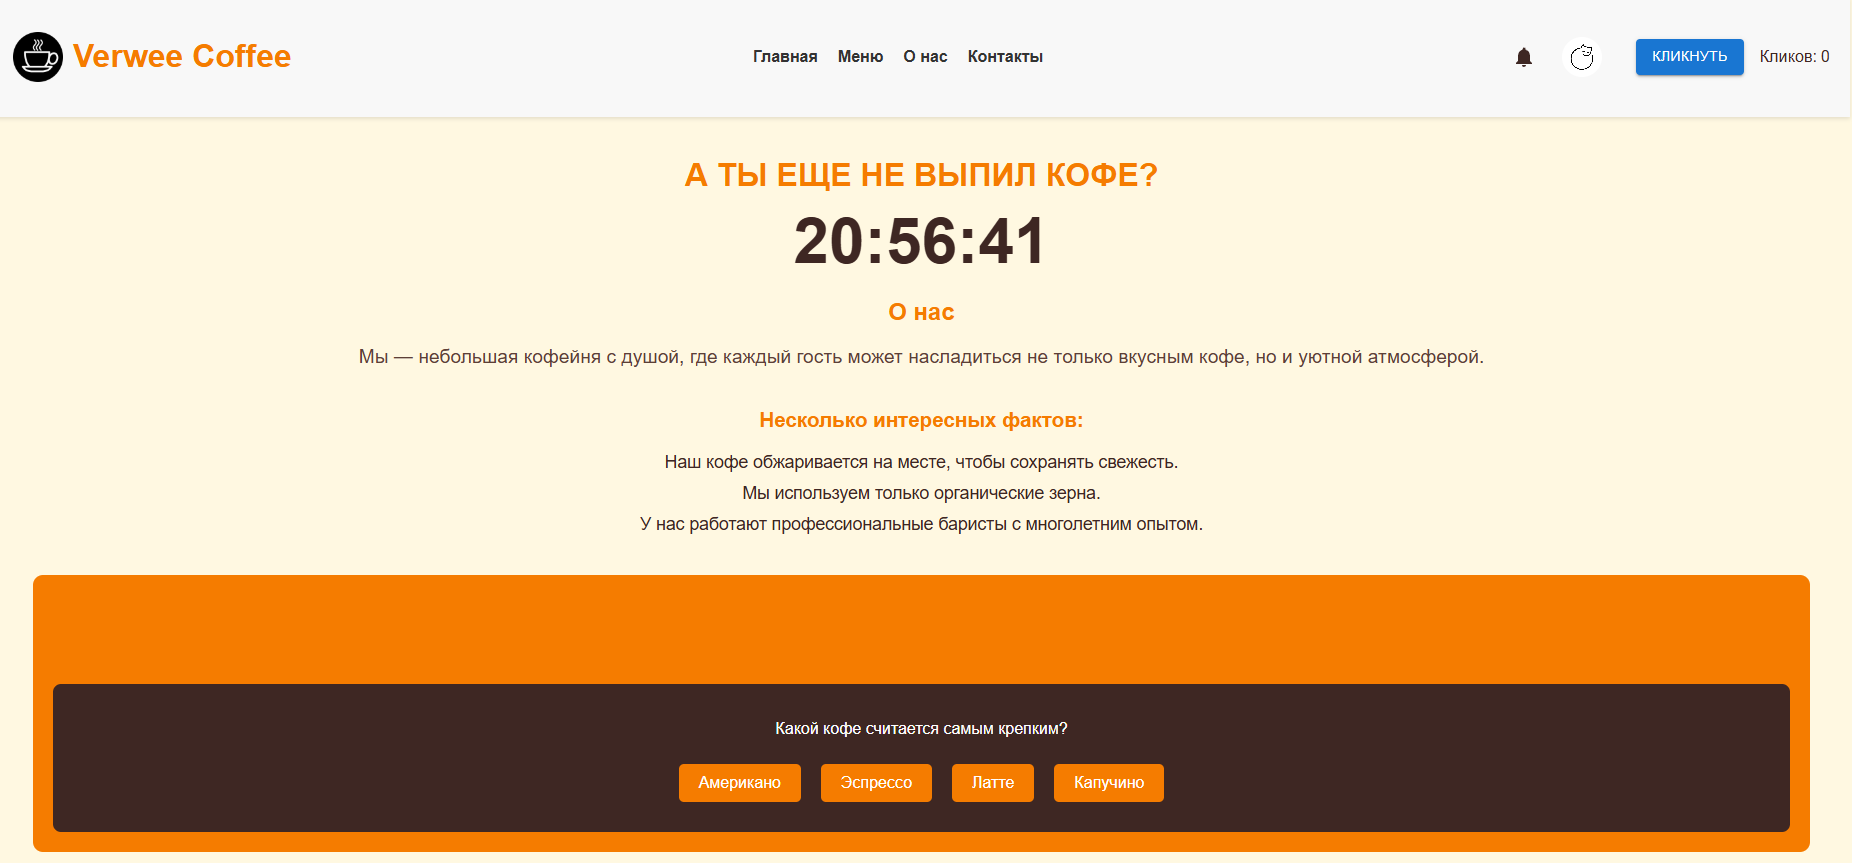 Verwee Coffee
Главная Меню О нас Контакты
КЛИКНУТЬ Кликов: 0
А ТЫ ЕЩЕ НЕ ВЫПИЛ КОФЕ?
20:56:41
О нас
Мы — небольшая кофейня с душой, где каждый гость может насладиться не только вкусным кофе, но и уютной атмосферой.
Несколько интересных фактов:
Наш кофе обжаривается на месте, чтобы сохранять свежесть.
Мы используем только органические зерна.
У нас работают профессиональные баристы с многолетним опытом.
Какой кофе считается самым крепким?
Американо Эспрессо Латте Капучино